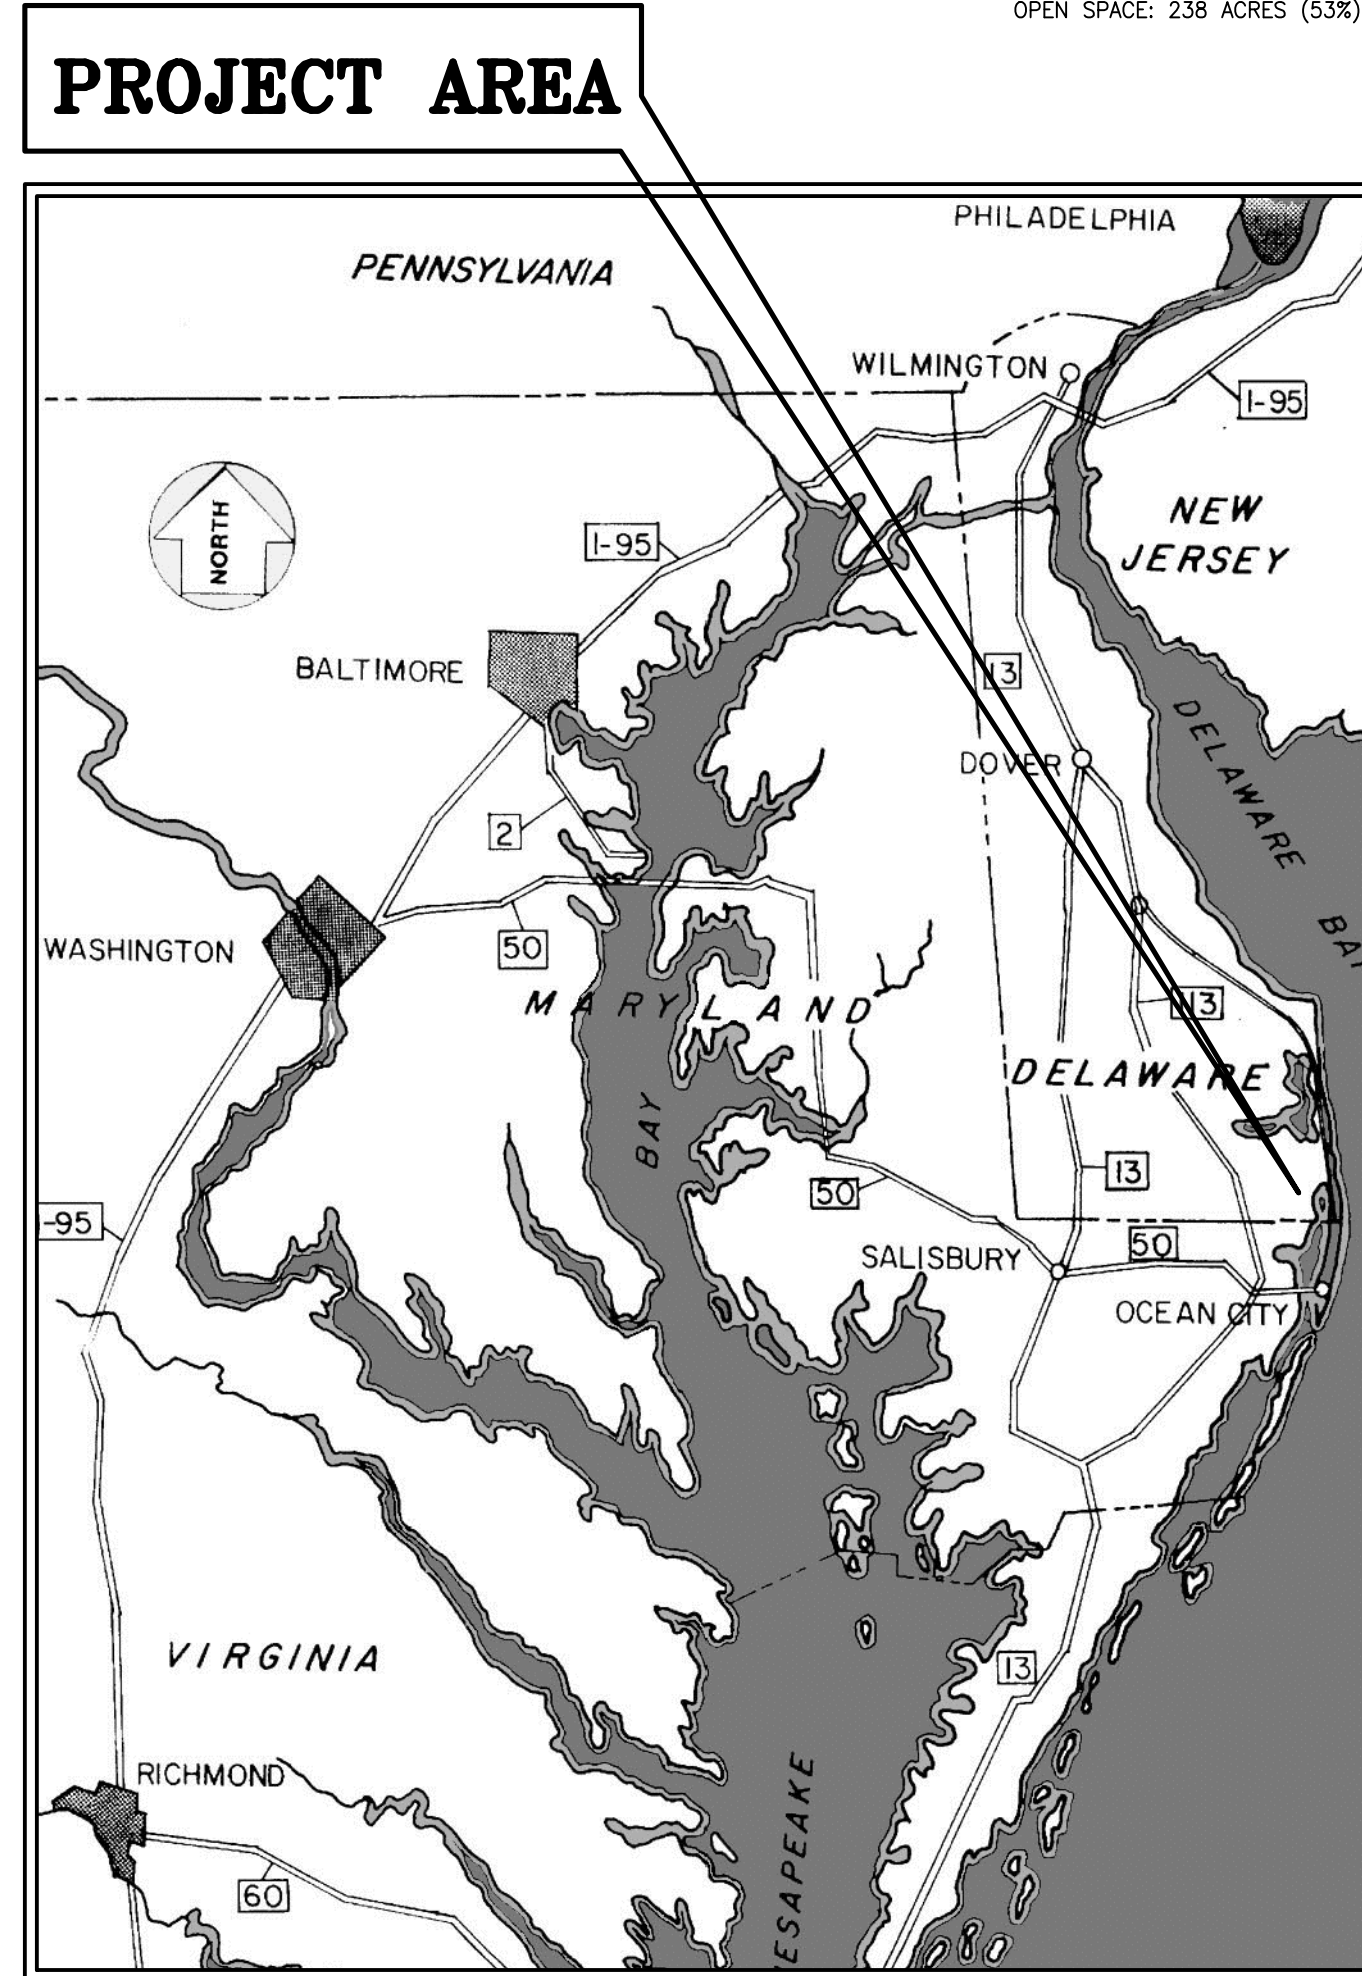 OPEN SPACE: 238 ACRES (53%)
PROJECT AREA
PHILADELPHIA
PENNSYLVANIA
WILMINGTON
I-95
NORTH
NEW
JERSEY
I-95
BALTIMORE
13
DELAWARE
BAY
DOVER
2
50
WASHINGTON
MARYLAND
13
DELAWARE
BAY
13
50
-95
50
SALISBURY
OCEAN CITY
VIRGINIA
13
RICHMOND
ESAPEAKE
60